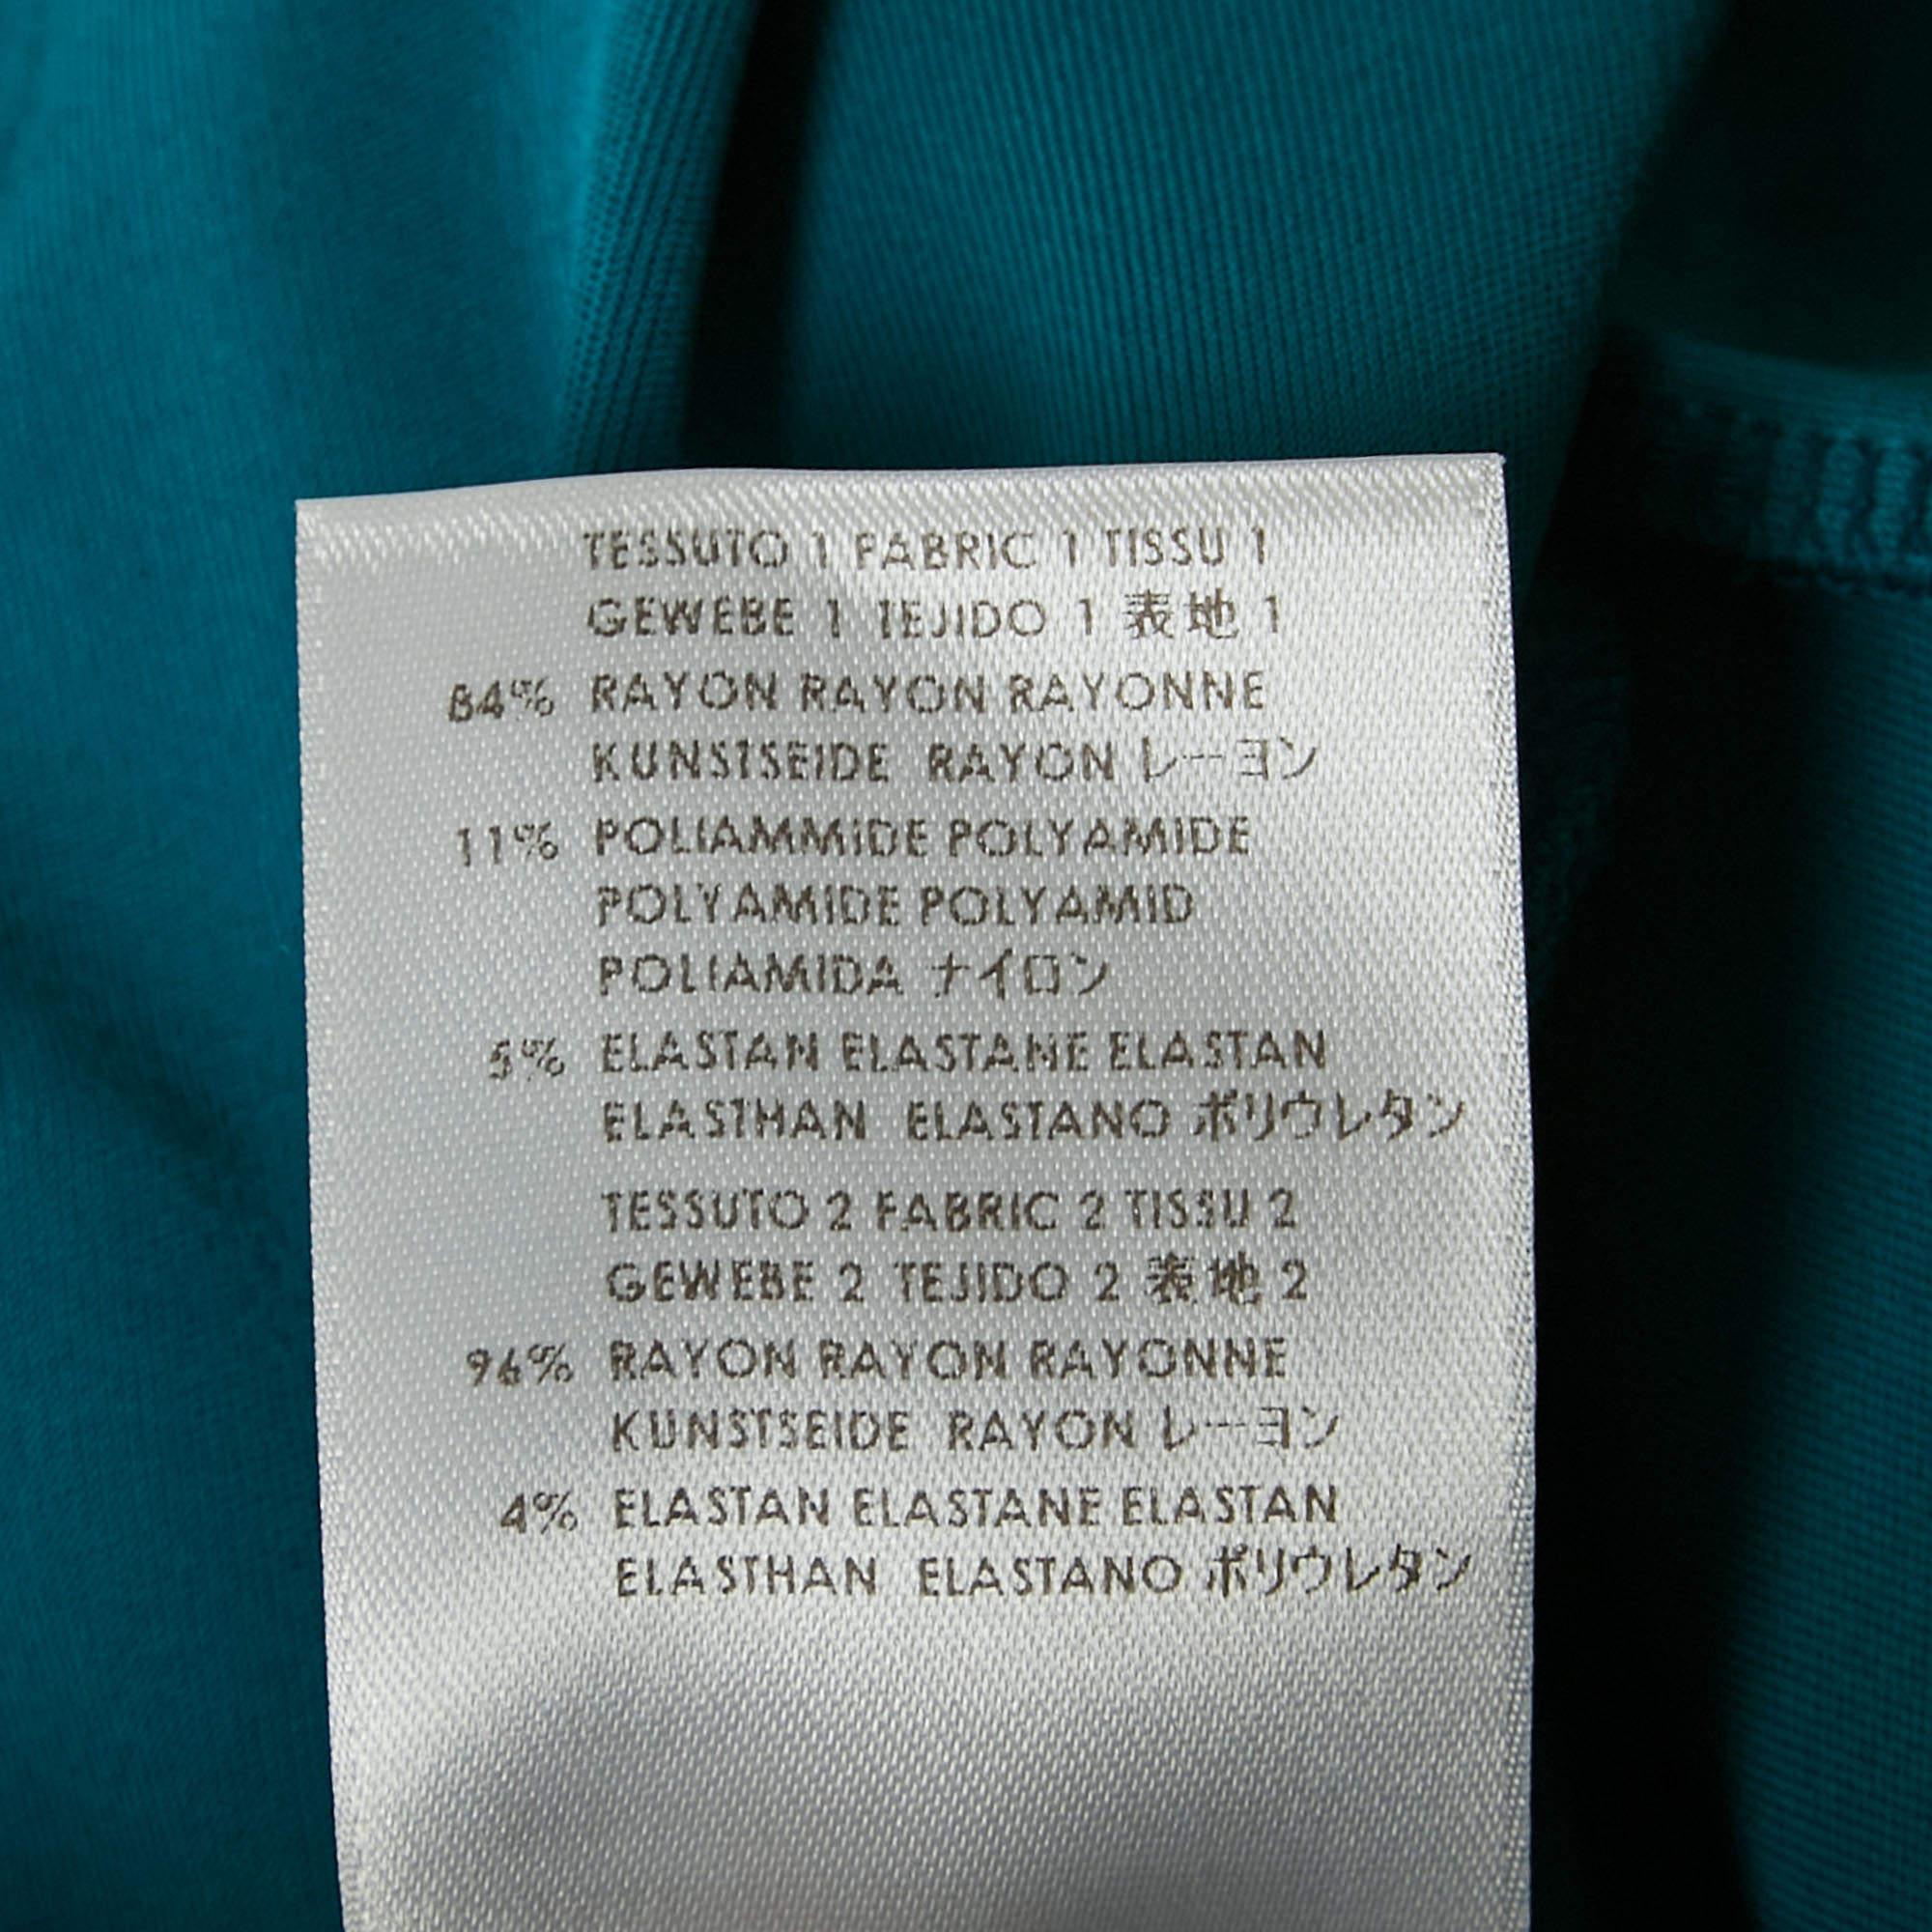 TESSUTO 1 FABRIC 1 TISSU 1
GEWEBE 1 TEJIDO 1 表地 1
84% RAYON RAYON RAYONNE
KUNSTSEIDE RAYON レーヨン
11% POLIAMMIDE POLYAMIDE
POLYAMIDE POLYAMID
POLIAMIDA ナイロン
5% ELASTAN ELASTANE ELASTAN
ELASTHAN ELASTANO ポリウレタン
TESSUTO 2 FABRIC 2 TISSU 2
GEWEBE 2 TEJIDO 2 表地 2
96% RAYON RAYON RAYONNE
KUNSTSEIDE RAYON レーヨン
4% ELASTAN ELASTANE ELASTAN
ELASTHAN ELASTANO ポリウレタン